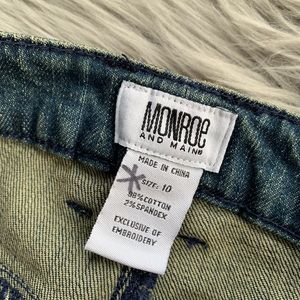 MONROE
AND MAIN®
MADE IN CHINA
SIZE: 10
98%COTTON
2%SPANDEX
EXCLUSIVE OF
EMBROIDERY